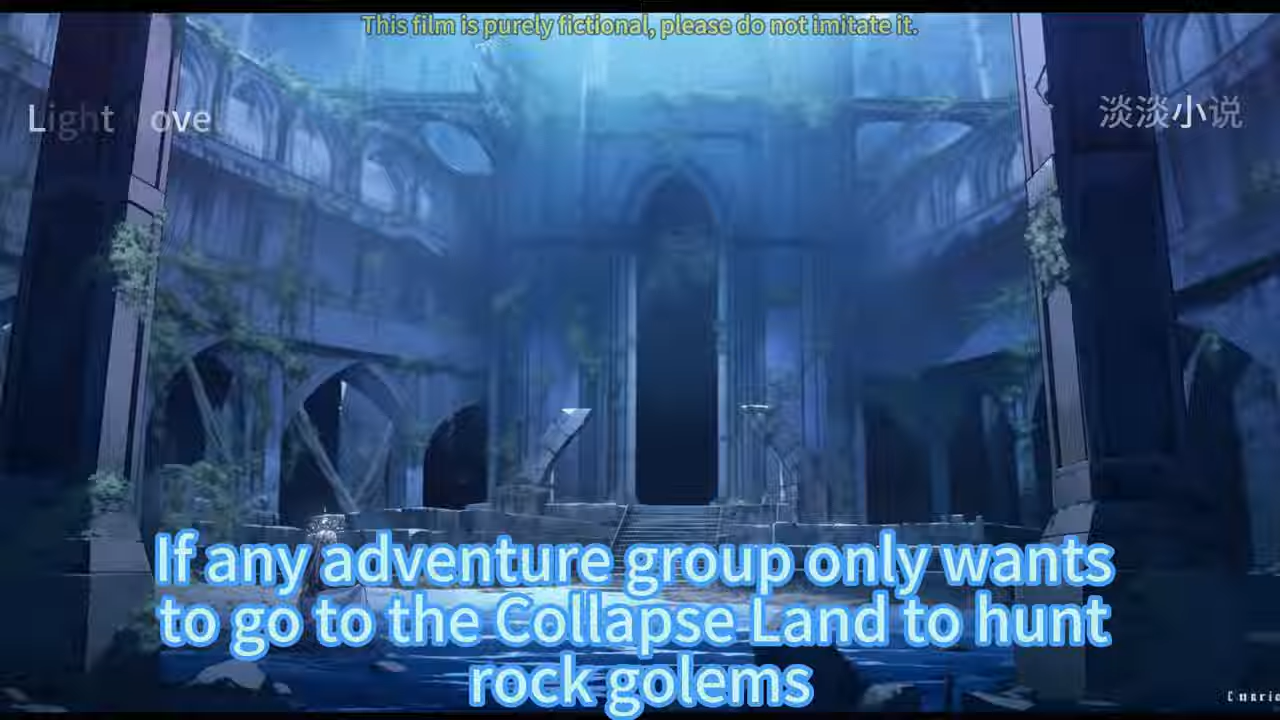 This film is purely fictional, please do not imitate it.
Light ove
淡淡小说
If any adventure group only wants
to go to the Collapse Land to hunt
rock golems